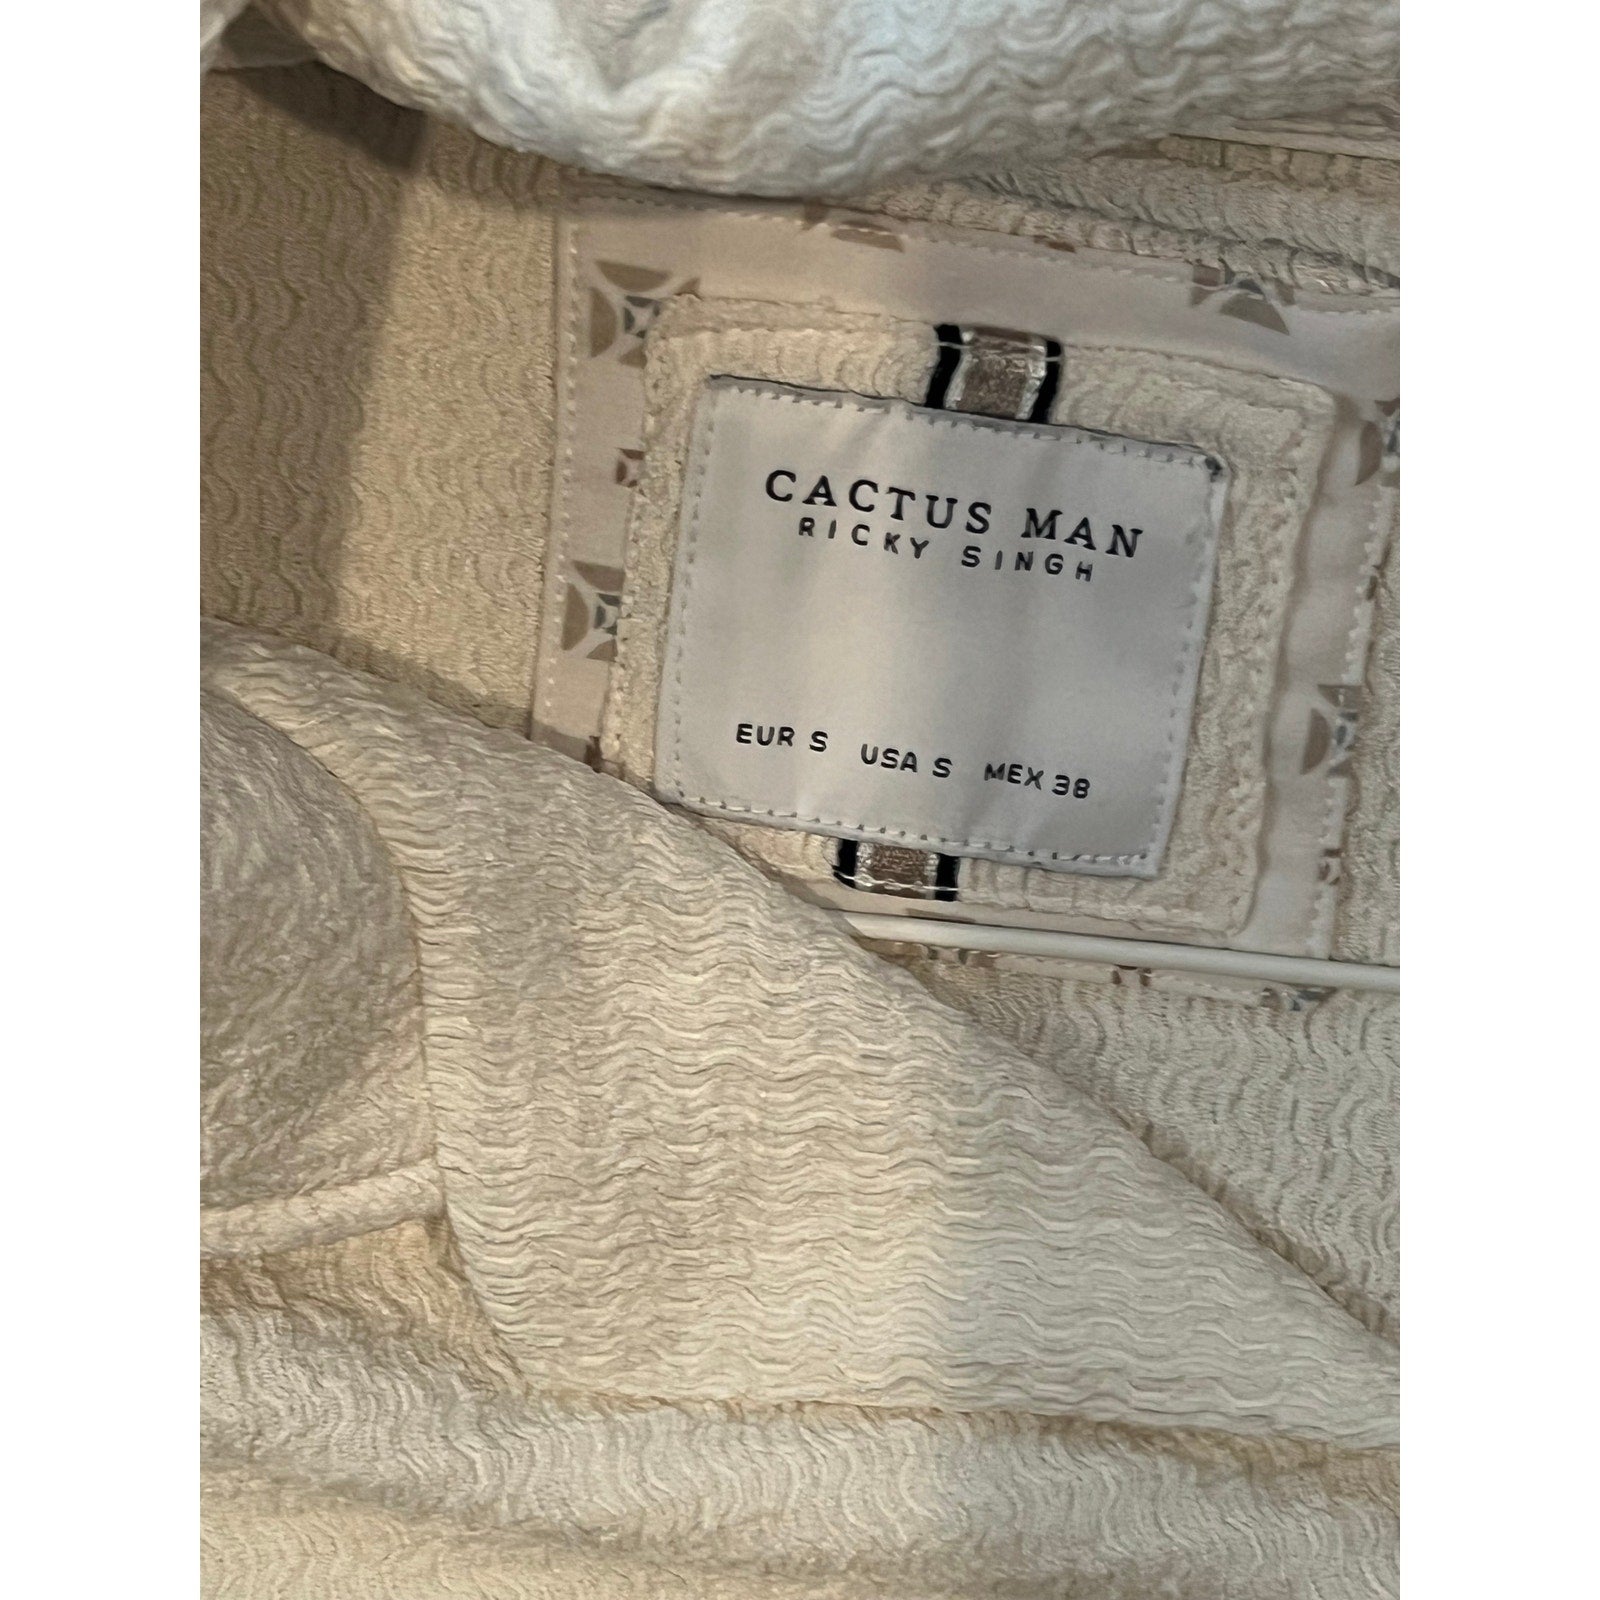 CACTUS MAN
RICKY SINGH
EUR S USA S MEX 38